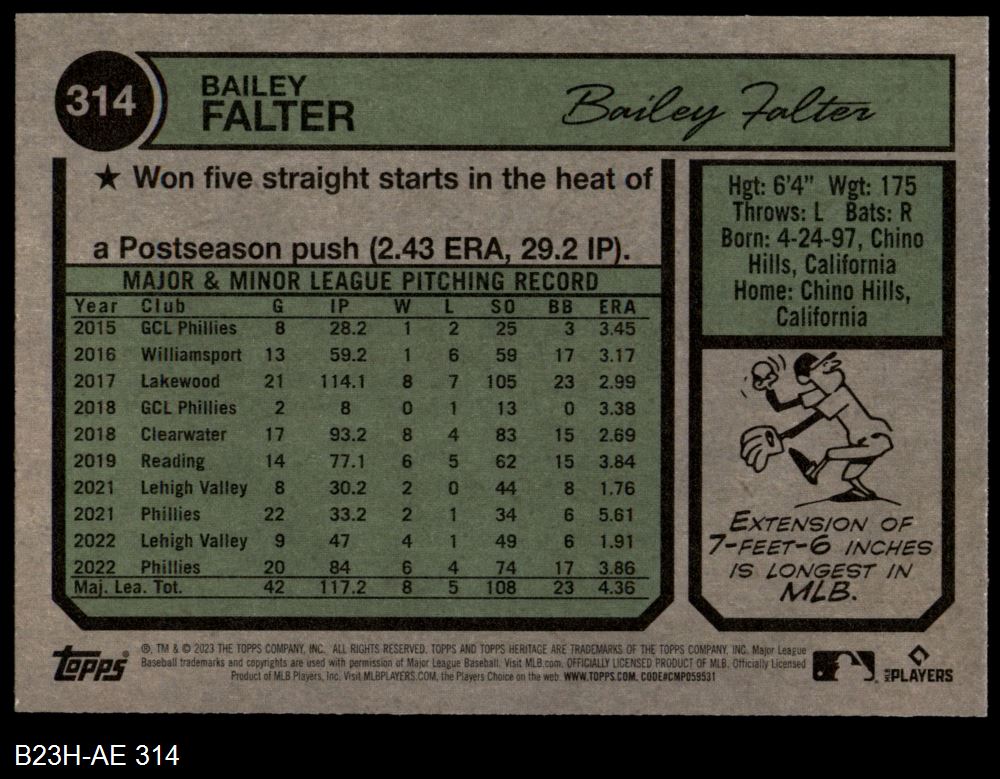 314
BAILEY
FALTER
Bailey Falter
★ Won five straight starts in the heat of
a Postseason push (2.43 ERA, 29.2 IP).
MAJOR & MINOR LEAGUE PITCHING RECORD
Year Club G IP W L SO BB ERA
2015 GCL Phillies 8 28.2 1 2 25 3 3.45
2016 Williamsport 13 59.2 1 6 59 17 3.17
2017 Lakewood 21 114.1 8 7 105 23 2.99
2018 GCL Phillies 2 8 0 1 13 0 3.38
2018 Clearwater 17 93.2 8 4 83 15 2.69
2019 Reading 14 77.1 6 5 62 15 3.84
2021 Lehigh Valley 8 30.2 2 0 44 8 1.76
2021 Phillies 22 33.2 2 1 34 6 5.61
2022 Lehigh Valley 9 47 4 1 49 6 1.91
2022 Phillies 20 84 6 4 74 17 3.86
Maj. Lea. Tot. 42 117.2 8 5 108 23 4.36
Hgt: 6'4" Wgt: 175
Throws: L Bats: R
Born: 4-24-97, Chino
Hills, California
Home: Chino Hills,
California
EXTENSION OF
7-FEET-6 INCHES
IS LONGEST IN
MLB.
Topps
®, TM & © 2023 THE TOPPS COMPANY, INC. ALL RIGHTS RESERVED. TOPPS AND TOPPS HERITAGE ARE TRADEMARKS OF THE TOPPS COMPANY, INC. Major League
Baseball trademarks and copyrights are used with permission of Major League Baseball. Visit MLB.com. OFFICIALLY LICENSED PRODUCT OF MLB. Officially Licensed
Product of MLB Players, Inc. Visit MLBPLAYERS.COM, the Players Choice on the web. WWW.TOPPS.COM. CODE#CMP059531
MLB PLAYERS
B23H-AE 314